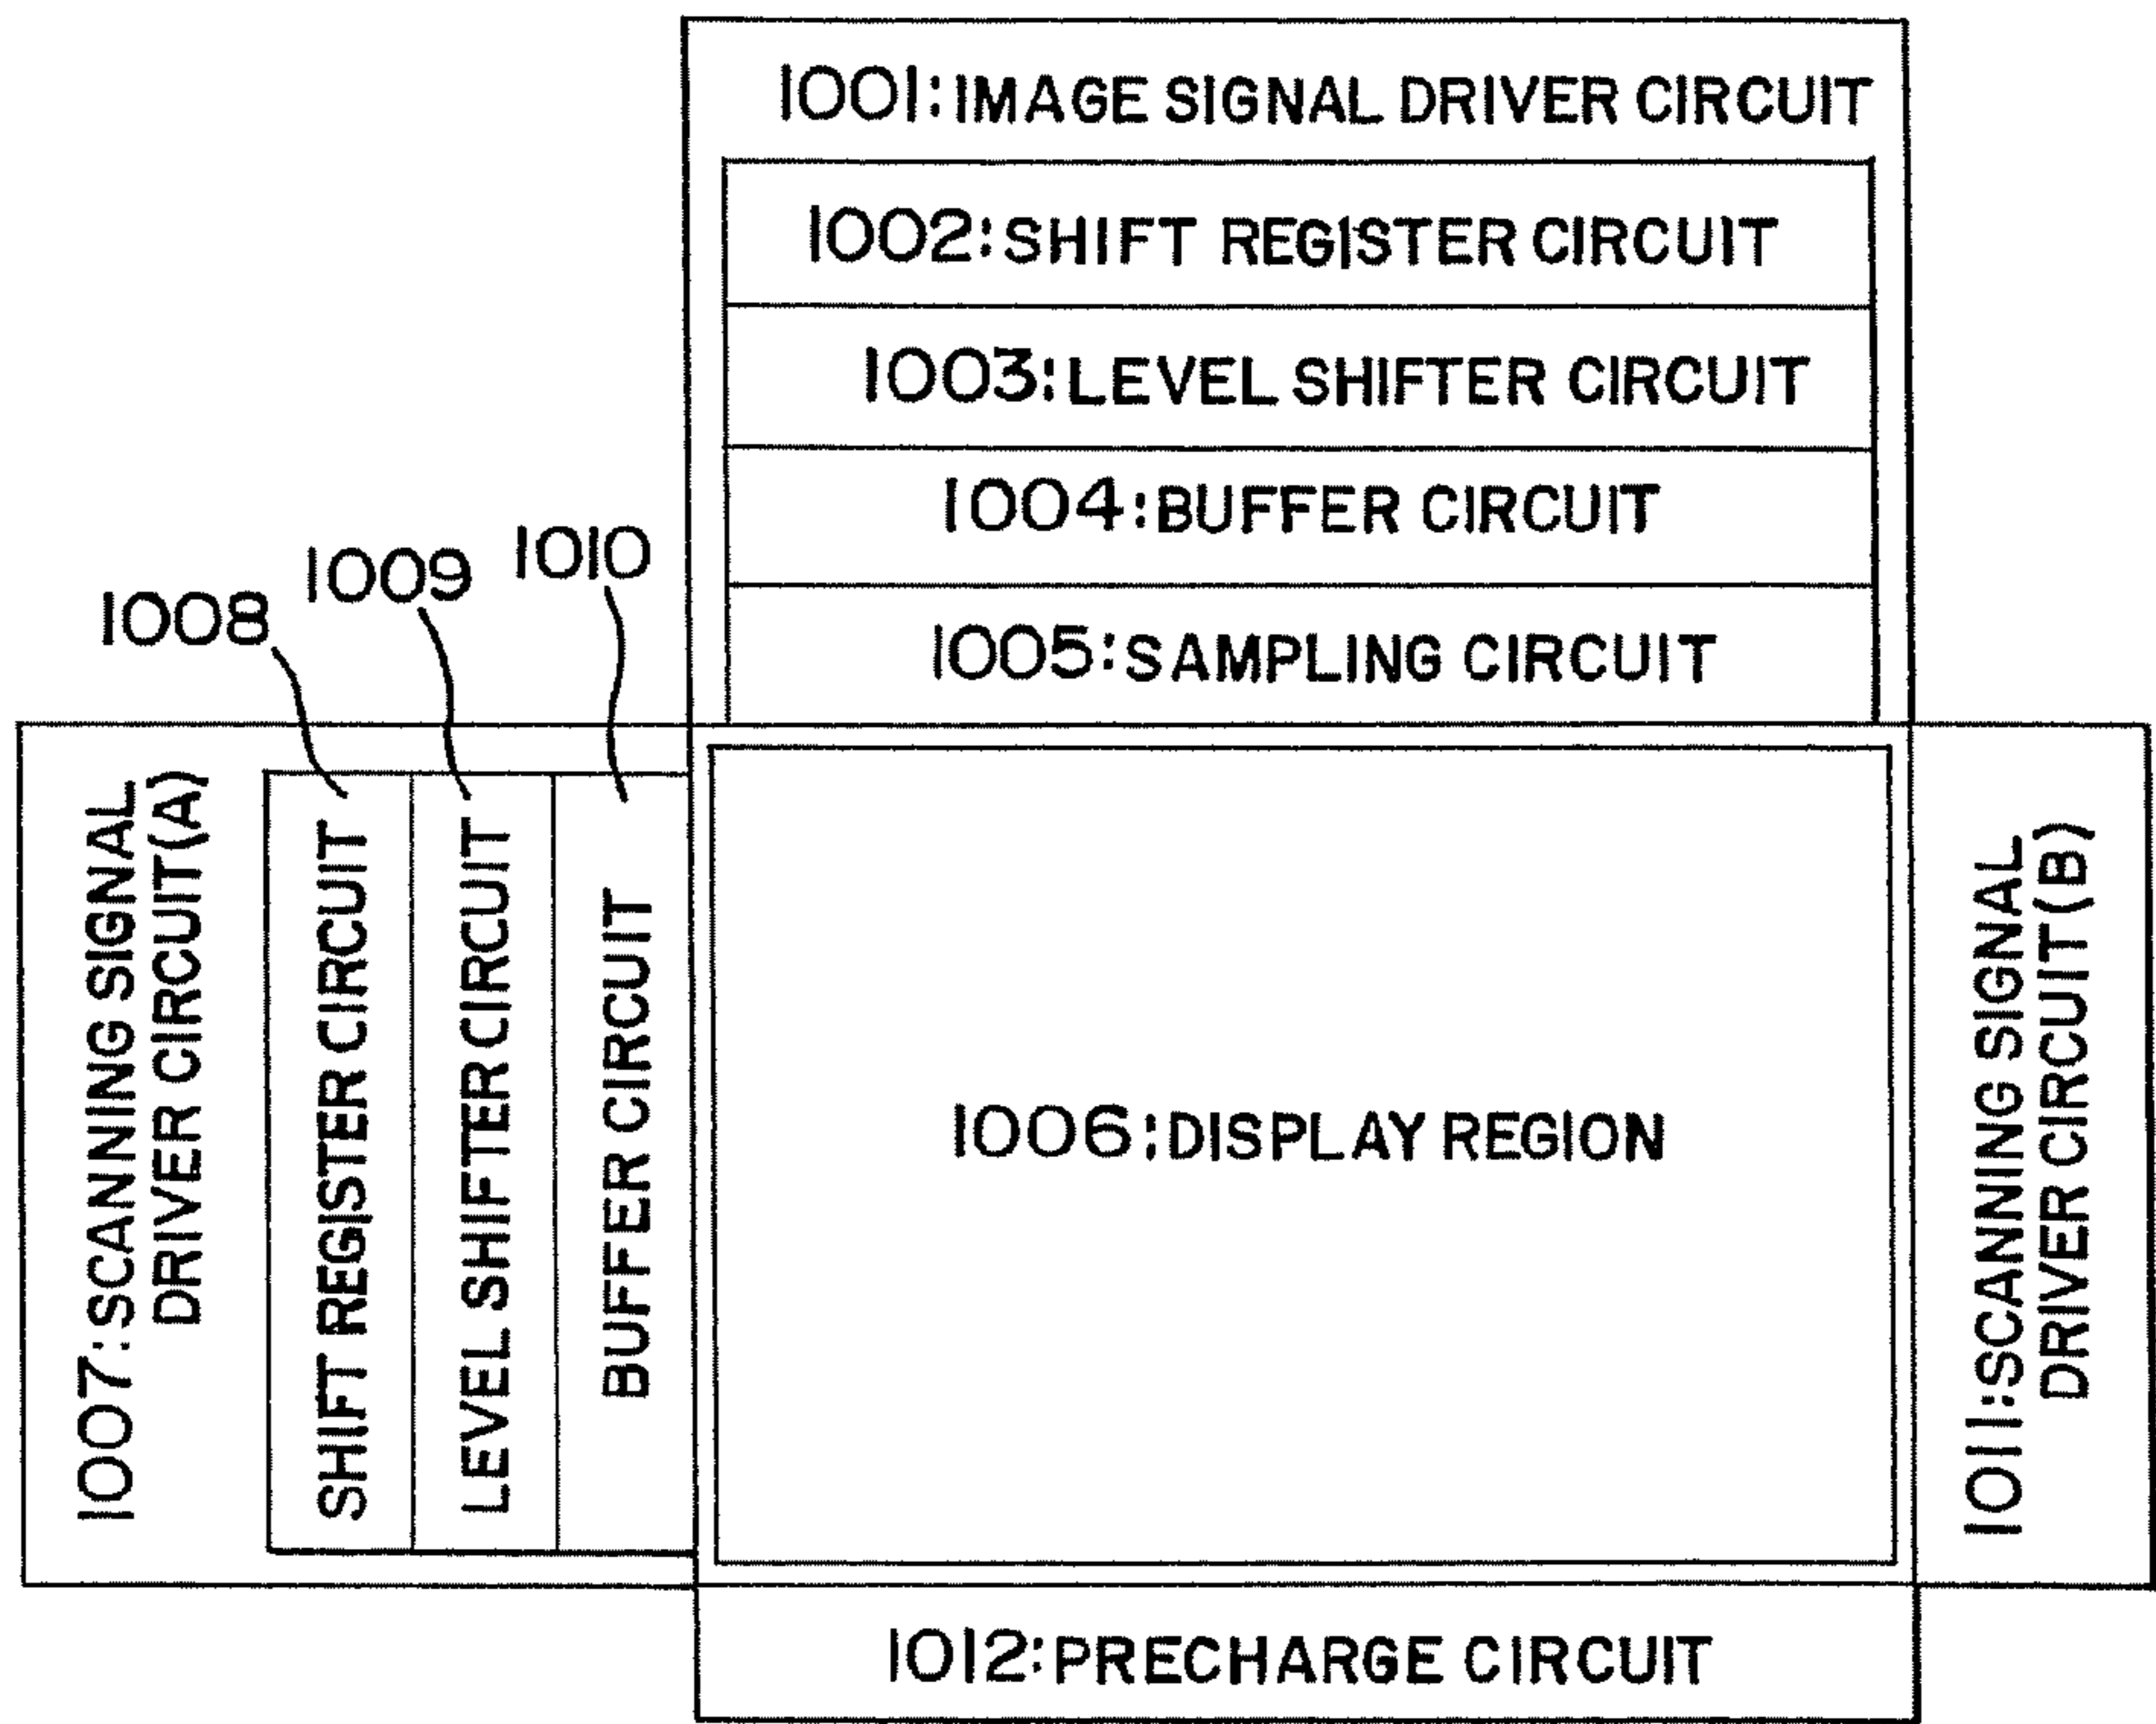 1001:IMAGE SIGNAL DRIVER CIRCUIT
1002:SHIFT REGISTER CIRCUIT
1003:LEVEL SHIFTER CIRCUIT
1004:BUFFER CIRCUIT
1005:SAMPLING CIRCUIT
1008
1009
1010
1007:SCANNING SIGNAL
DRIVER CIRCUIT(A)
SHIFT REGISTER CIRCUIT
LEVEL SHIFTER CIRCUIT
BUFFER CIRCUIT
1006:DISPLAY REGION
1011:SCANNING SIGNAL
DRIVER CIRCUIT(B)
1012:PRECHARGE CIRCUIT